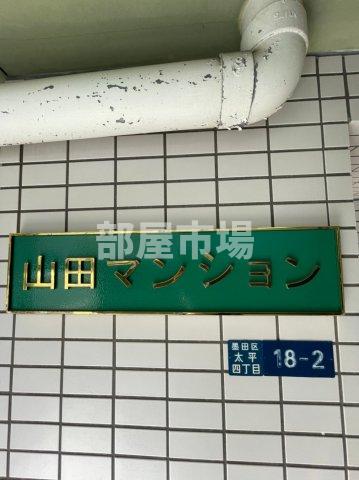 部屋市場
山田マンション
墨田区
太平
四丁目
18-2